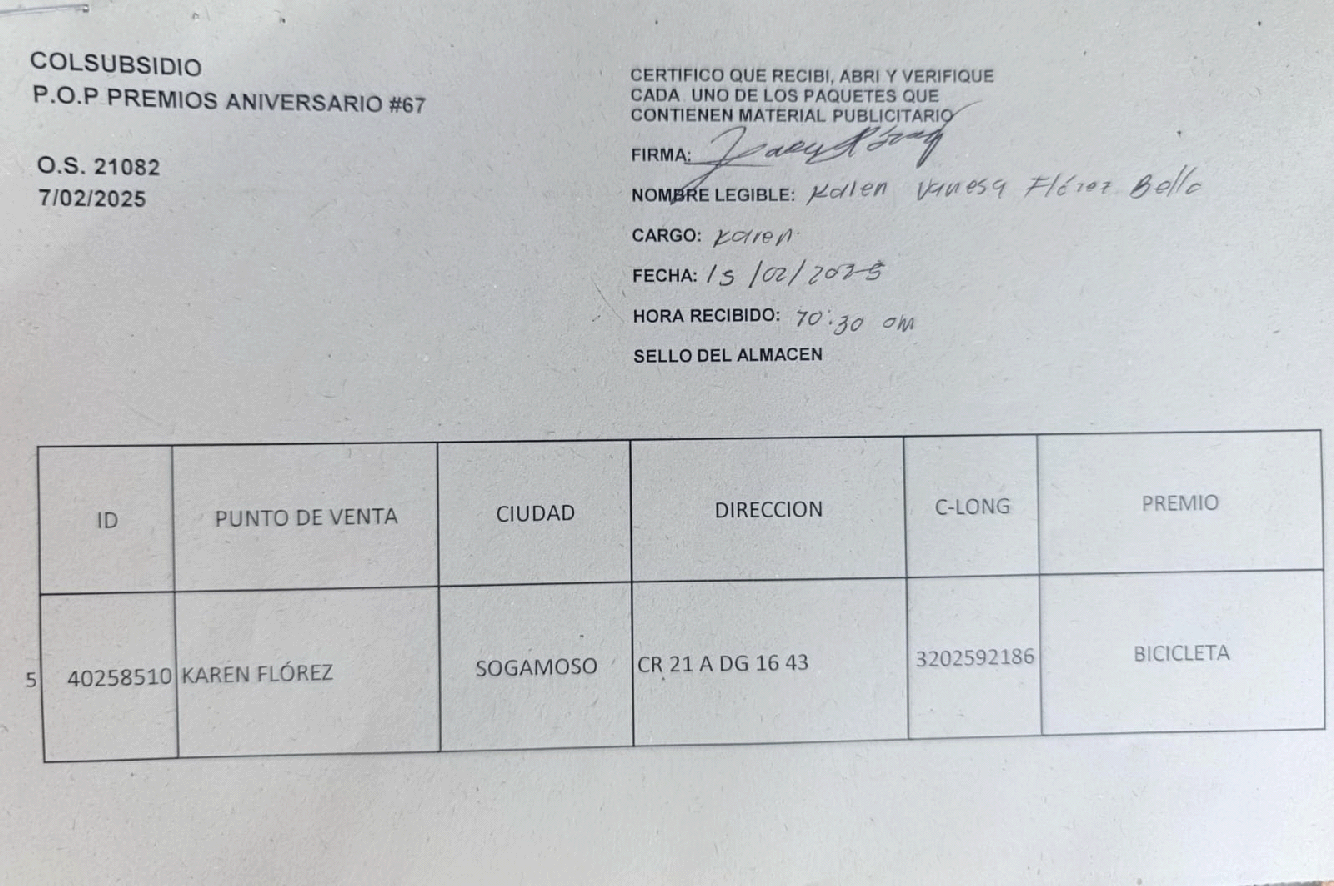 COLSUBSIDIO
P.O.P PREMIOS ANIVERSARIO #67
O.S. 21082
7/02/2025
CERTIFICO QUE RECIBI, ABRI Y VERIFIQUE
CADA UNO DE LOS PAQUETES QUE
CONTIENEN MATERIAL PUBLICITARIO
FIRMA:
NOMBRE LEGIBLE: Karen Vanesa Flórez Bello
CARGO: Karen
FECHA: 15/02/2025
HORA RECIBIDO: 10:30 am
SELLO DEL ALMACEN
ID PUNTO DE VENTA CIUDAD DIRECCION C-LONG PREMIO
5 40258510 KAREN FLÓREZ SOGAMOSO CR 21 A DG 16 43 3202592186 BICICLETA